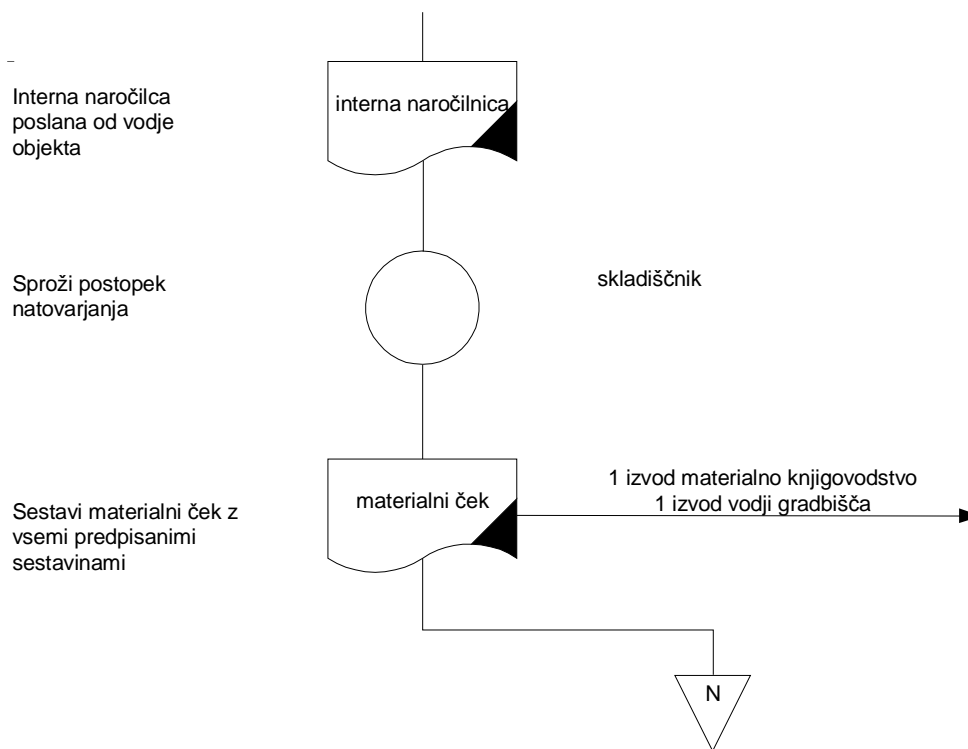 Interna naročilca
poslana od vodje
objekta
interna naročilnica
Sproži postopek
natovarjanja
skladiščnik
Sestavi materialni ček z
vsemi predpisanimi
sestavinami
materialni ček
1 izvod materialno knjigovodstvo
1 izvod vodji gradbišča
N